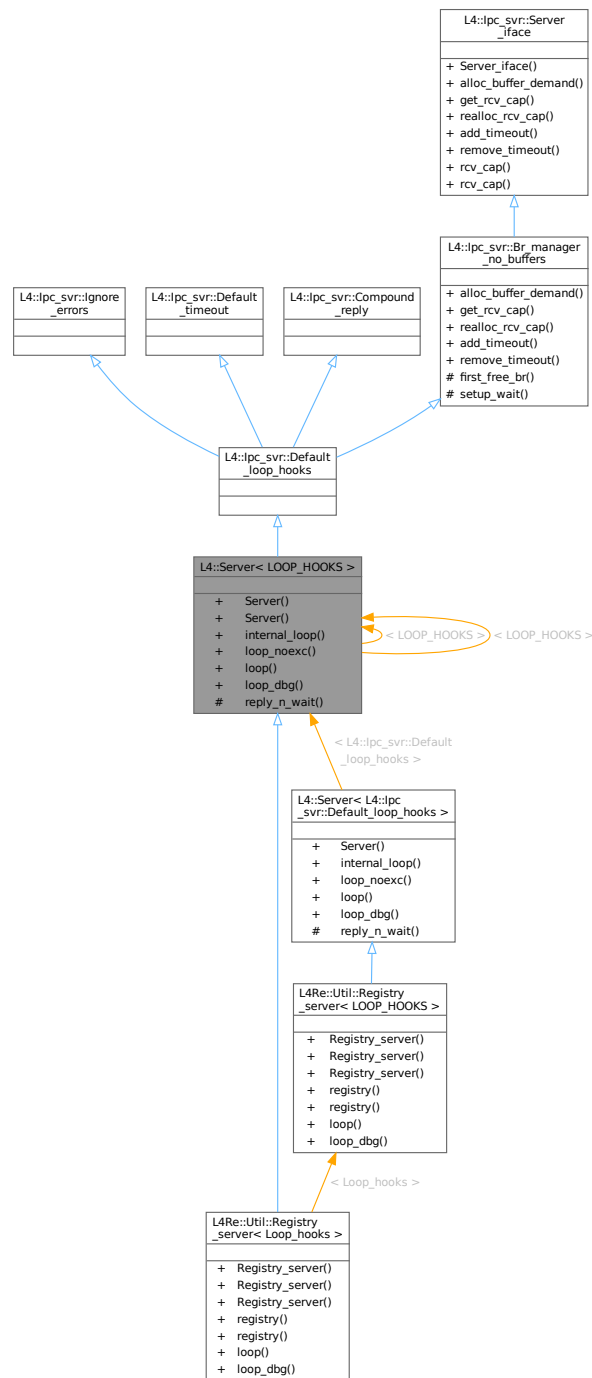 L4::Ipc_svr::Server
_iface
+ Server_iface()
+ alloc_buffer_demand()
+ get_rcv_cap()
+ realloc_rcv_cap()
+ add_timeout()
+ remove_timeout()
+ rcv_cap()
+ rcv_cap()
L4::Ipc_svr::Br_manager
_no_buffers
+ alloc_buffer_demand()
+ get_rcv_cap()
+ realloc_rcv_cap()
+ add_timeout()
+ remove_timeout()
# first_free_br()
# setup_wait()
L4::Ipc_svr::Ignore
_errors
L4::Ipc_svr::Default
_timeout
L4::Ipc_svr::Compound
_reply
L4::Ipc_svr::Default
_loop_hooks
L4::Server< LOOP_HOOKS >
+ Server()
+ Server()
+ internal_loop()
+ loop_noexc()
+ loop()
+ loop_dbg()
# reply_n_wait()
< LOOP_HOOKS >
< LOOP_HOOKS >
< L4::Ipc_svr::Default
_loop_hooks >
L4::Server< L4::Ipc
_svr::Default_loop_hooks >
+ Server()
+ internal_loop()
+ loop_noexc()
+ loop()
+ loop_dbg()
# reply_n_wait()
L4Re::Util::Registry
_server< LOOP_HOOKS >
+ Registry_server()
+ Registry_server()
+ Registry_server()
+ registry()
+ registry()
+ loop()
+ loop_dbg()
< Loop_hooks >
L4Re::Util::Registry
_server< Loop_hooks >
+ Registry_server()
+ Registry_server()
+ Registry_server()
+ registry()
+ registry()
+ loop()
+ loop_dbg()